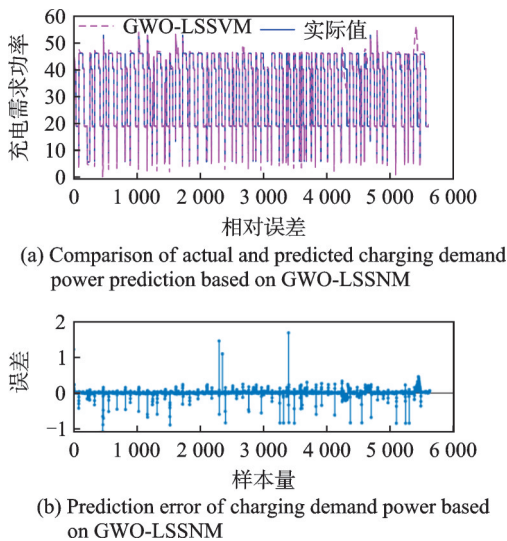 60
50
40
30
20
10
0
充电需求功率
GWO-LSSVM 实际值
0 1 000 2 000 3 000 4 000 5 000 6 000
相对误差
(a) Comparison of actual and predicted charging demand
power prediction based on GWO-LSSNM
2
1
0
−1
误差
0 1 000 2 000 3 000 4 000 5 000 6 000
样本量
(b) Prediction error of charging demand power based
on GWO-LSSNM